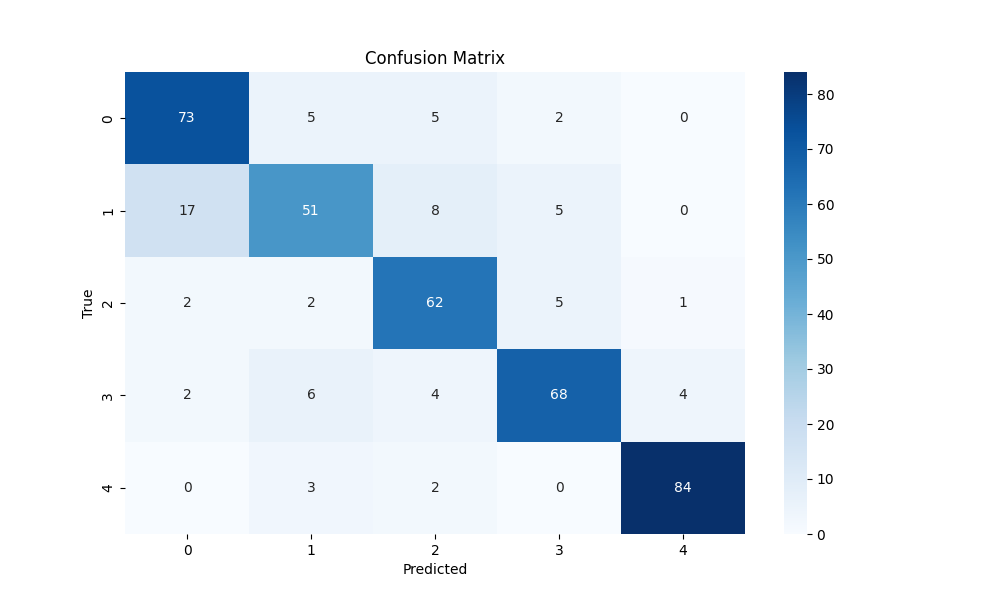 Confusion Matrix
True
0 73 5 5 2 0
1 17 51 8 5 0
2 2 2 62 5 1
3 2 6 4 68 4
4 0 3 2 0 84
0 1 2 3 4
Predicted
80
70
60
50
40
30
20
10
0